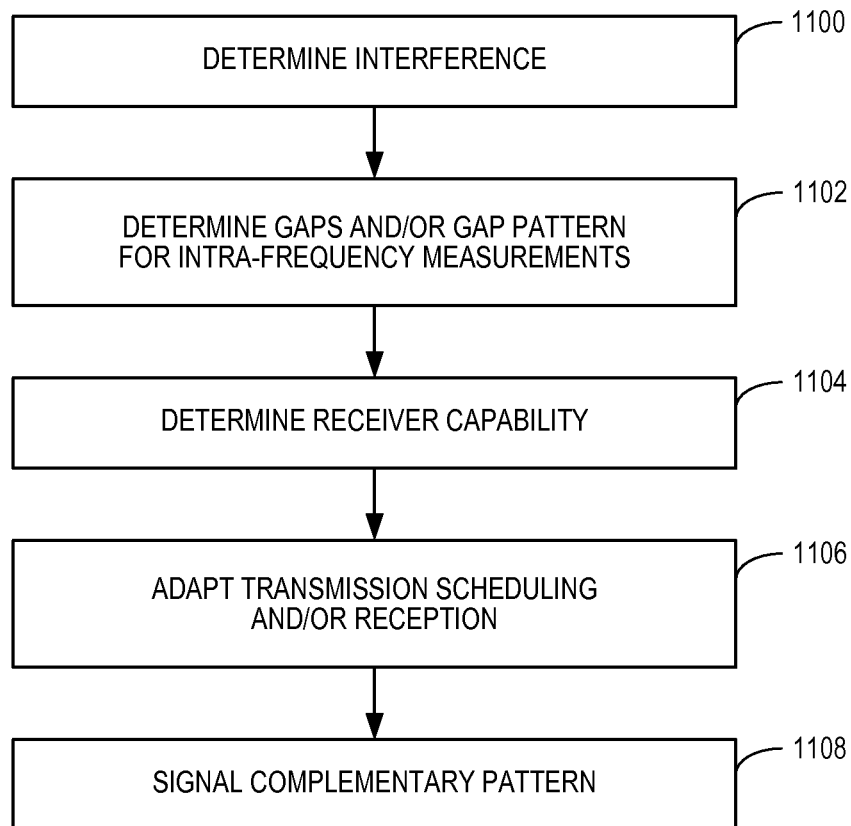 1100
DETERMINE INTERFERENCE
1102
DETERMINE GAPS AND/OR GAP PATTERN
FOR INTRA-FREQUENCY MEASUREMENTS
1104
DETERMINE RECEIVER CAPABILITY
1106
ADAPT TRANSMISSION SCHEDULING
AND/OR RECEPTION
1108
SIGNAL COMPLEMENTARY PATTERN